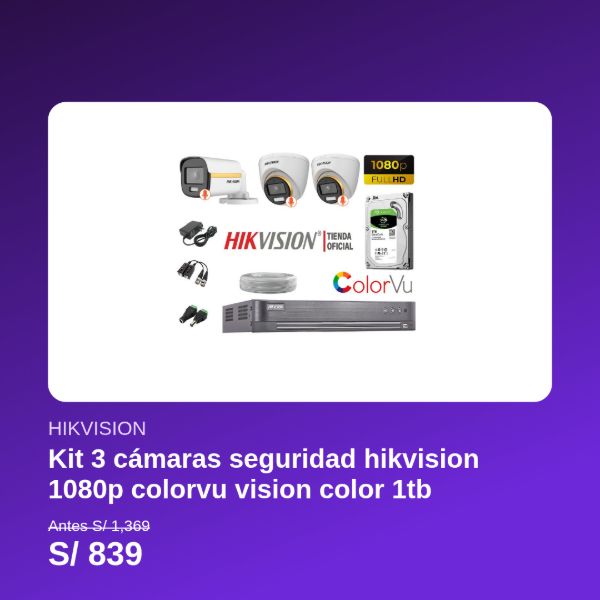 1080p
FULL HD
HIKVISION® TIENDA
OFICIAL
ColorVu
HIKVISION
HIKVISION
Kit 3 cámaras seguridad hikvision
1080p colorvu vision color 1tb
Antes S/ 1,369
S/ 839